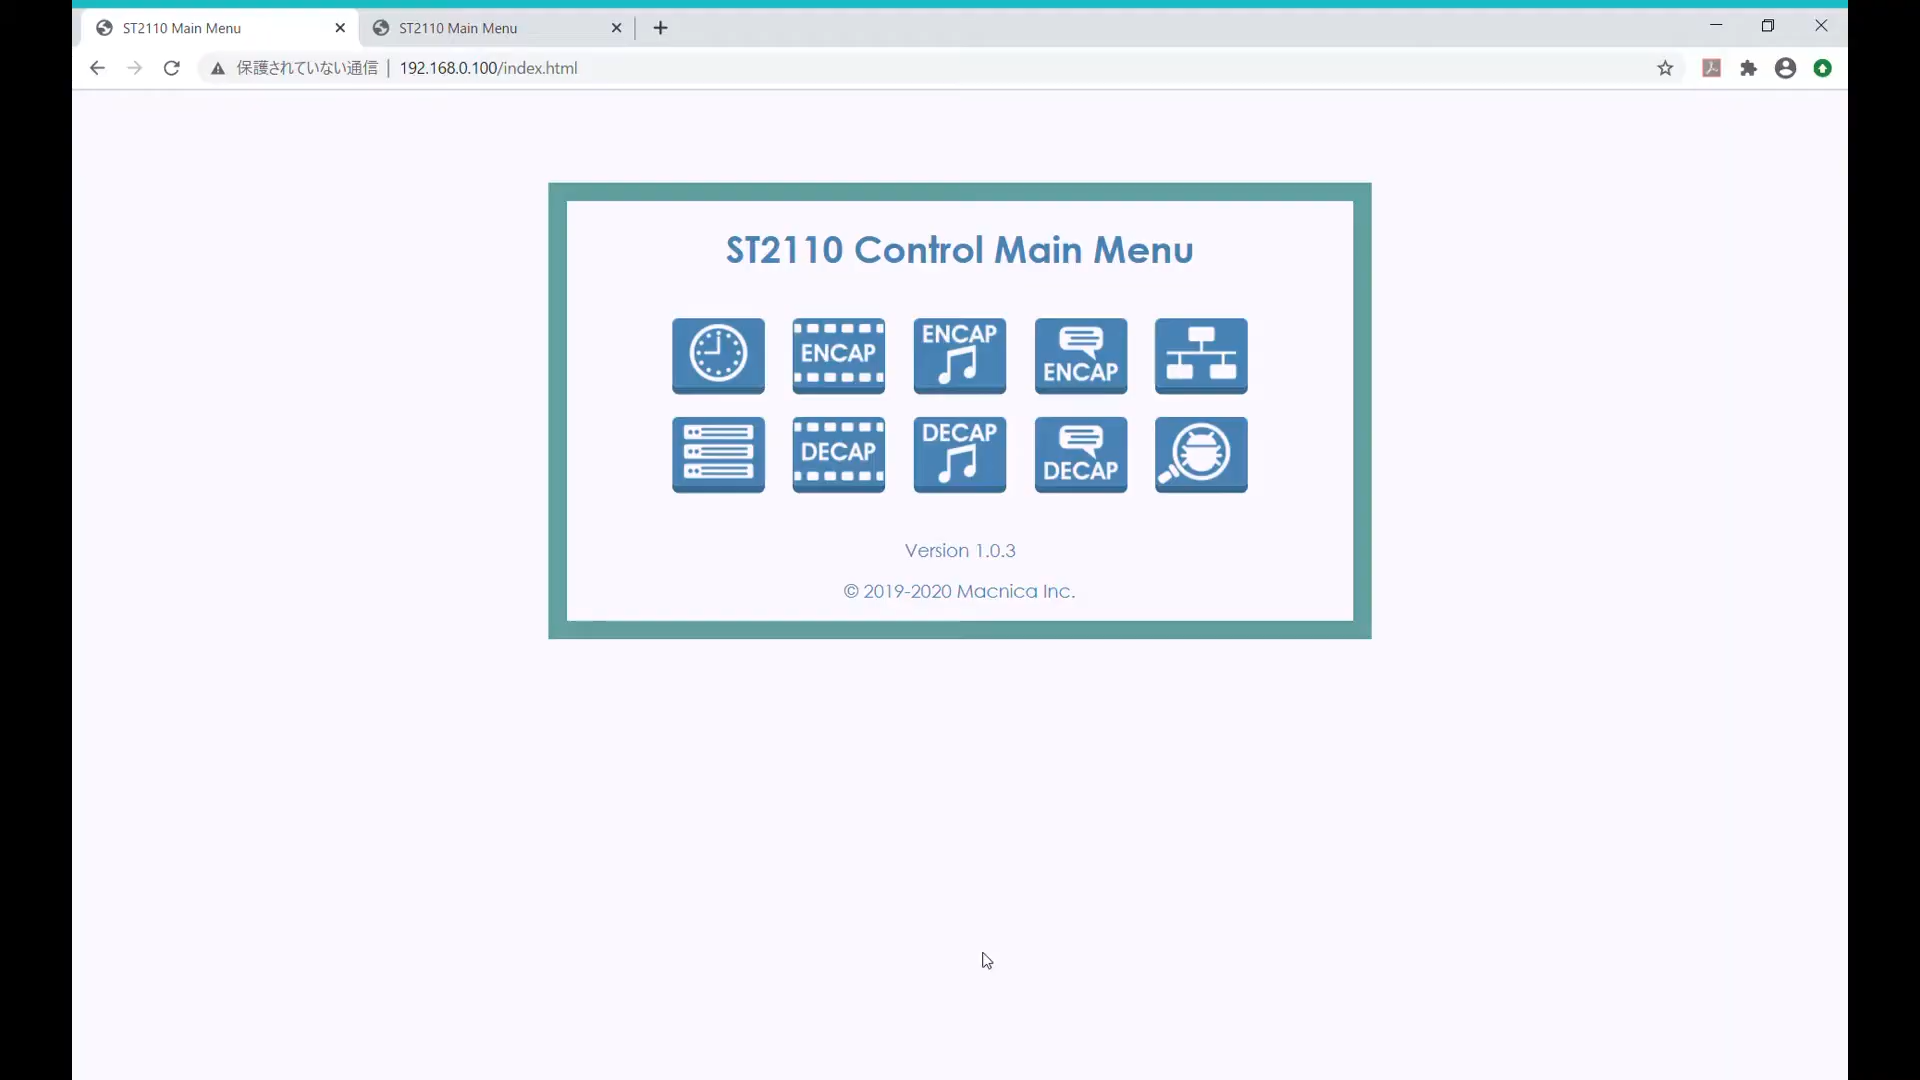 ST2110 Main Menu
ST2110 Main Menu
保護されていない通信 | 192.168.0.100/index.html
ST2110 Control Main Menu
ENCAP
ENCAP
ENCAP
DECAP
DECAP
DECAP
Version 1.0.3
© 2019-2020 Macnica Inc.